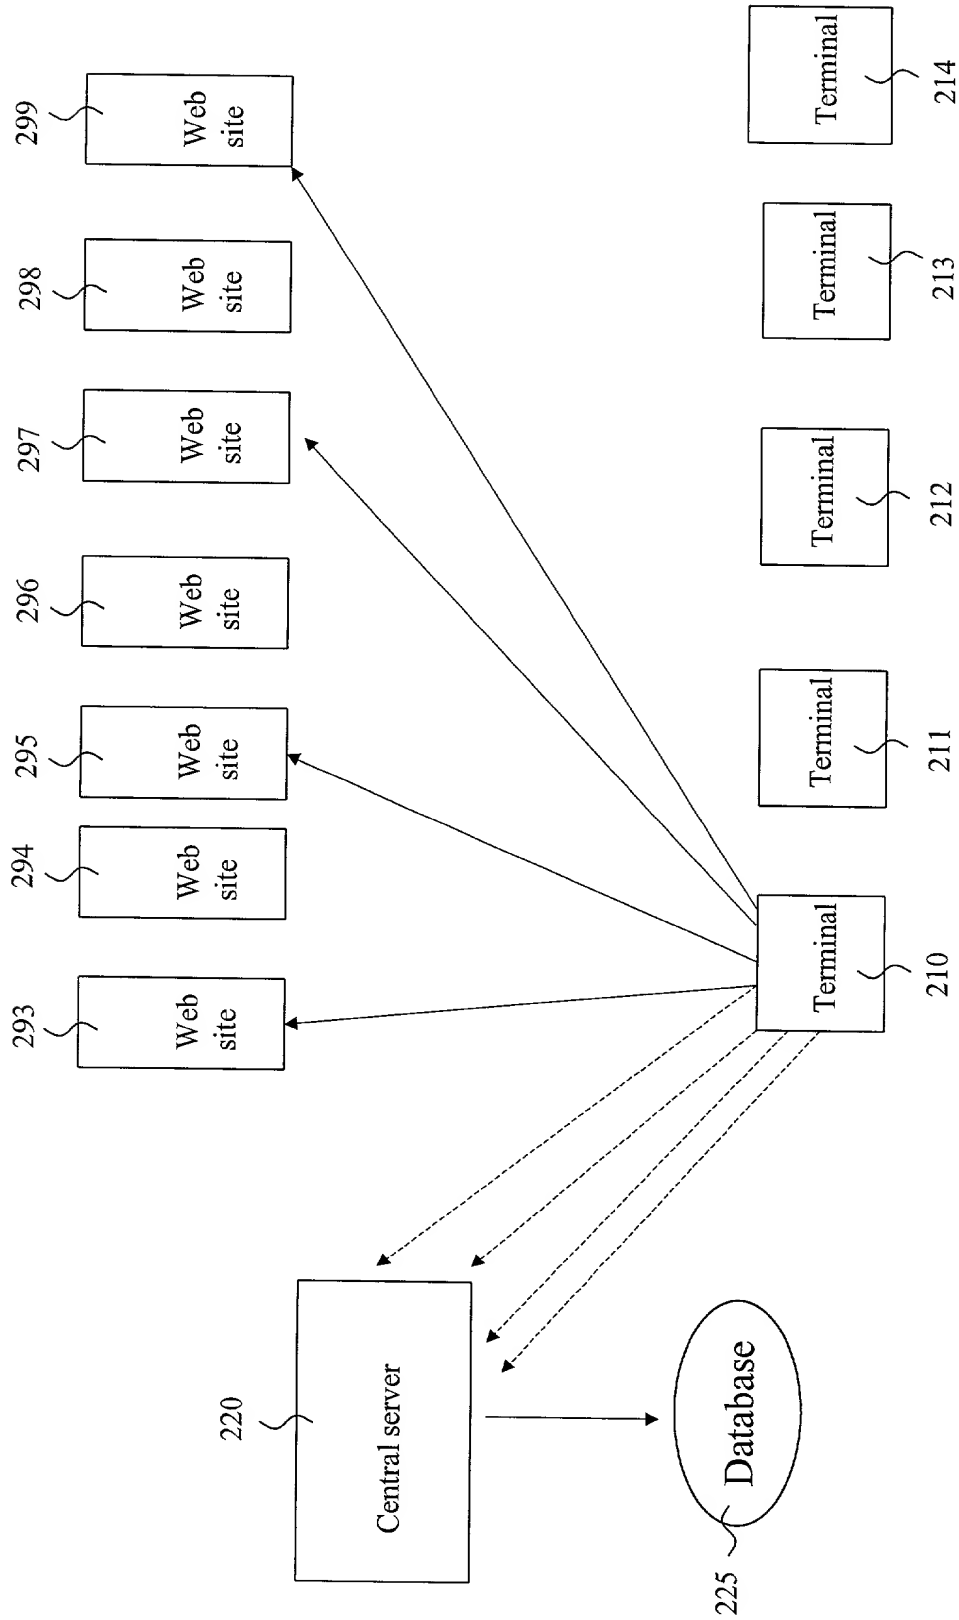 293
294
295
296
297
298
299
Web
site
Web
site
Web
site
Web
site
Web
site
Web
site
Web
site
220
Central server
225
Database
Terminal
Terminal
Terminal
Terminal
Terminal
210
211
212
213
214